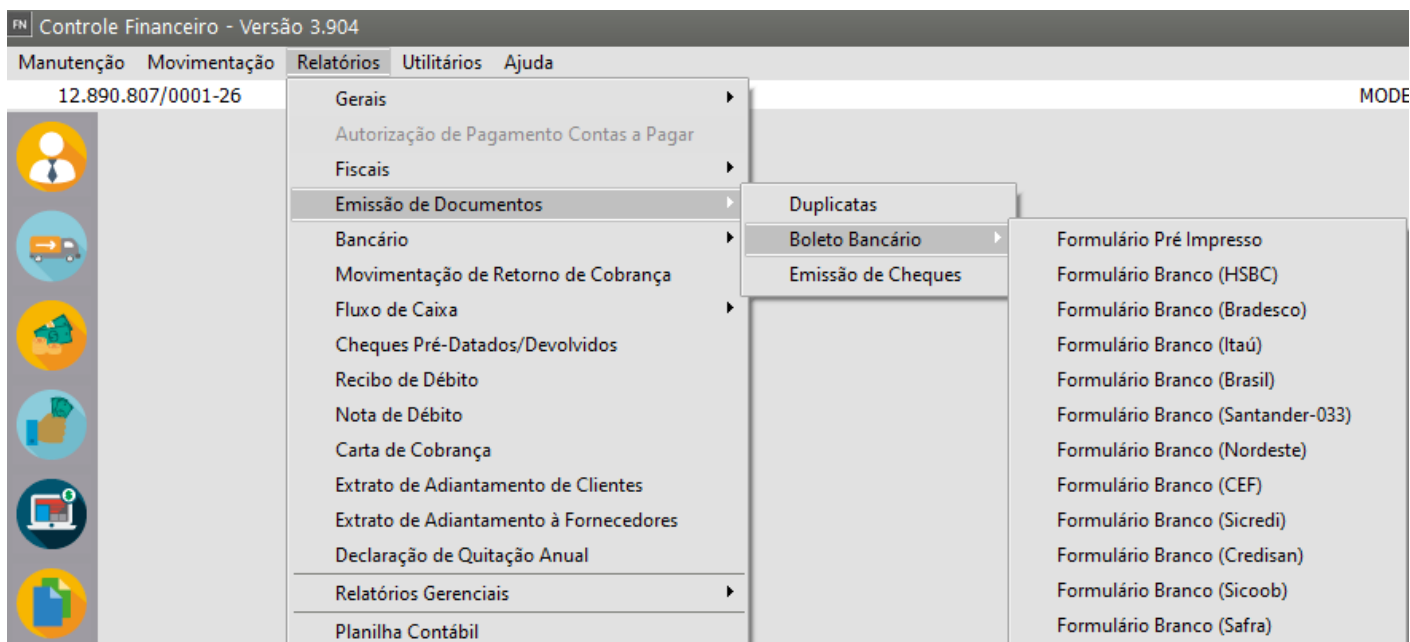 FN Controle Financeiro - Versão 3.904
Manutenção Movimentação Relatórios Utilitários Ajuda
12.890.807/0001-26 MODE
Gerais
Autorização de Pagamento Contas a Pagar
Fiscais
Emissão de Documentos
Bancário
Movimentação de Retorno de Cobrança
Fluxo de Caixa
Cheques Pré-Datados/Devolvidos
Recibo de Débito
Nota de Débito
Carta de Cobrança
Extrato de Adiantamento de Clientes
Extrato de Adiantamento à Fornecedores
Declaração de Quitação Anual
Relatórios Gerenciais
Planilha Contábil
Duplicatas
Boleto Bancário
Emissão de Cheques
Formulário Pré Impresso
Formulário Branco (HSBC)
Formulário Branco (Bradesco)
Formulário Branco (Itaú)
Formulário Branco (Brasil)
Formulário Branco (Santander-033)
Formulário Branco (Nordeste)
Formulário Branco (CEF)
Formulário Branco (Sicredi)
Formulário Branco (Credisan)
Formulário Branco (Sicoob)
Formulário Branco (Safra)